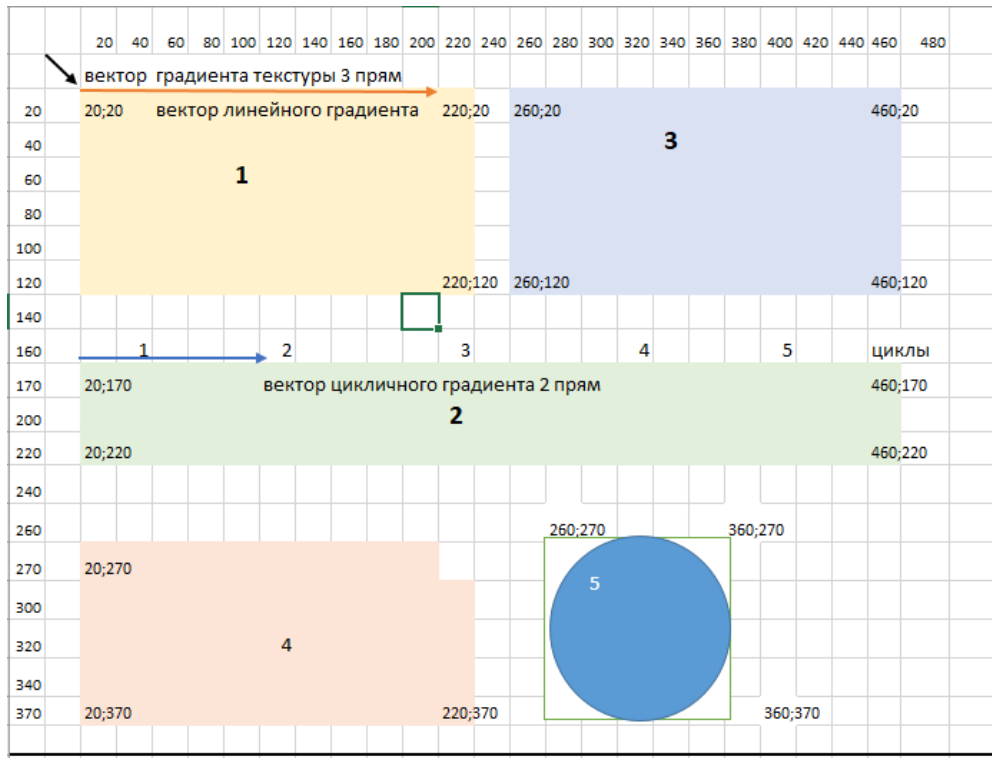 20 40 60 80 100 120 140 160 180 200 220 240 260 280 300 320 340 360 380 400 420 440 460 480
вектор градиента текстуры 3 прям
20 20;20 вектор линейного градиента 220;20 260;20 460;20
40 3
60 1
80
100
120 220;120 260;120 460;120
140
160 1 2 3 4 5 циклы
170 20;170 вектор цикличного градиента 2 прям 460;170
200 2
220 20;220 460;220
240
260 260;270 360;270
270 20;270 5
300
320 4
340
370 20;370 220;370 360;370